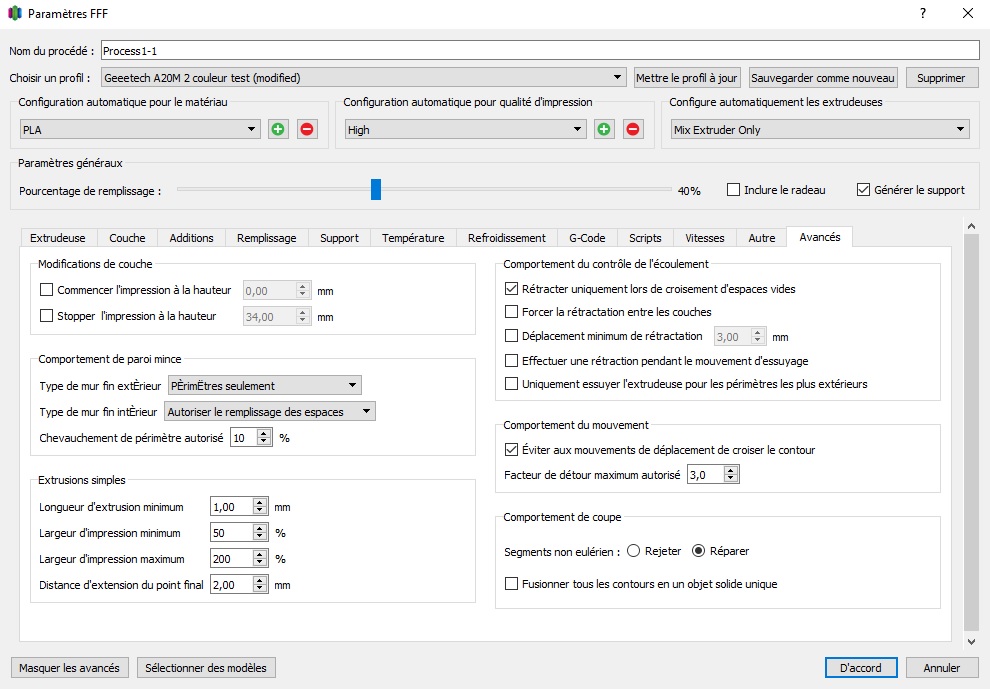 Paramètres FFF
?
Nom du procédé : Process1-1
Choisir un profil : Geeetech A20M 2 couleur test (modified) Mettre le profil à jour Sauvegarder comme nouveau Supprimer
Configuration automatique pour le matériau Configuration automatique pour qualité d'impression Configure automatiquement les extrudeuses
PLA High Mix Extruder Only
Paramètres généraux
Pourcentage de remplissage : 40% Inclure le radeau Générer le support
Extrudeuse Couche Additions Remplissage Support Température Refroidissement G-Code Scripts Vitesses Autre Avancés
Modifications de couche
Commencer l'impression à la hauteur 0,00 mm
Stopper l'impression à la hauteur 34,00 mm
Comportement de paroi mince
Type de mur fin extÈrieur PÈrimËtres seulement
Type de mur fin intÈrieur Autoriser le remplissage des espaces
Chevauchement de périmètre autorisé 10 %
Extrusions simples
Longueur d'extrusion minimum 1,00 mm
Largeur d'impression minimum 50 %
Largeur d'impression maximum 200 %
Distance d'extension du point final 2,00 mm
Comportement du contrôle de l'écoulement
Rétracter uniquement lors de croisement d'espaces vides
Forcer la rétractation entre les couches
Déplacement minimum de rétractation 3,00 mm
Effectuer une rétraction pendant le mouvement d'essuyage
Uniquement essuyer l'extrudeuse pour les périmètres les plus extérieurs
Comportement du mouvement
Éviter aux mouvements de déplacement de croiser le contour
Facteur de détour maximum autorisé 3,0
Comportement de coupe
Segments non eulérien : Rejeter Réparer
Fusionner tous les contours en un objet solide unique
Masquer les avancés Sélectionner des modèles D'accord Annuler